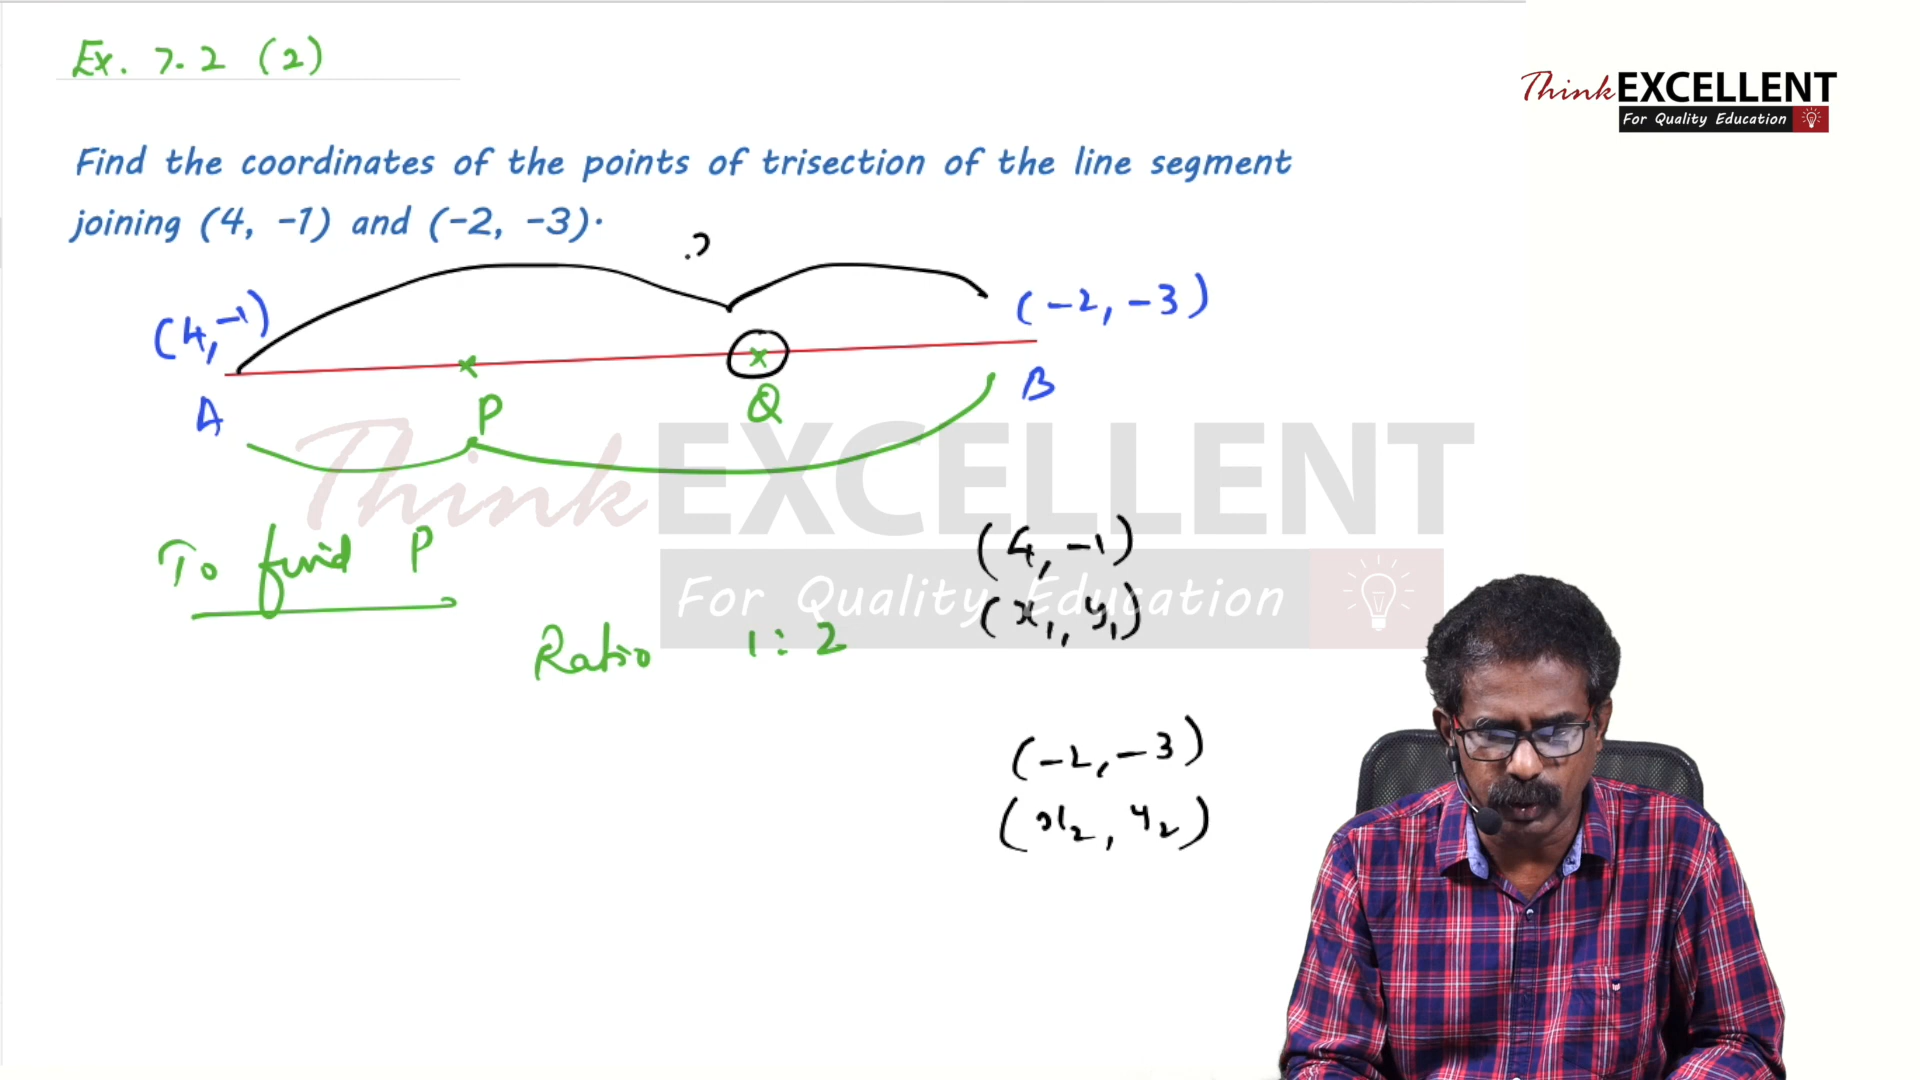 Ex. 7.2 (2)
Think EXCELLENT
For Quality Education
Find the coordinates of the points of trisection of the line segment
joining (4, -1) and (-2, -3).
?
(4, -1)
(-2, -3)
A
P
Q
B
Think EXCELLENT
For Quality Education
To find P
Ratio 1:2
(4, -1)
(x₁, y₁)
(-2, -3)
(x₂, y₂)